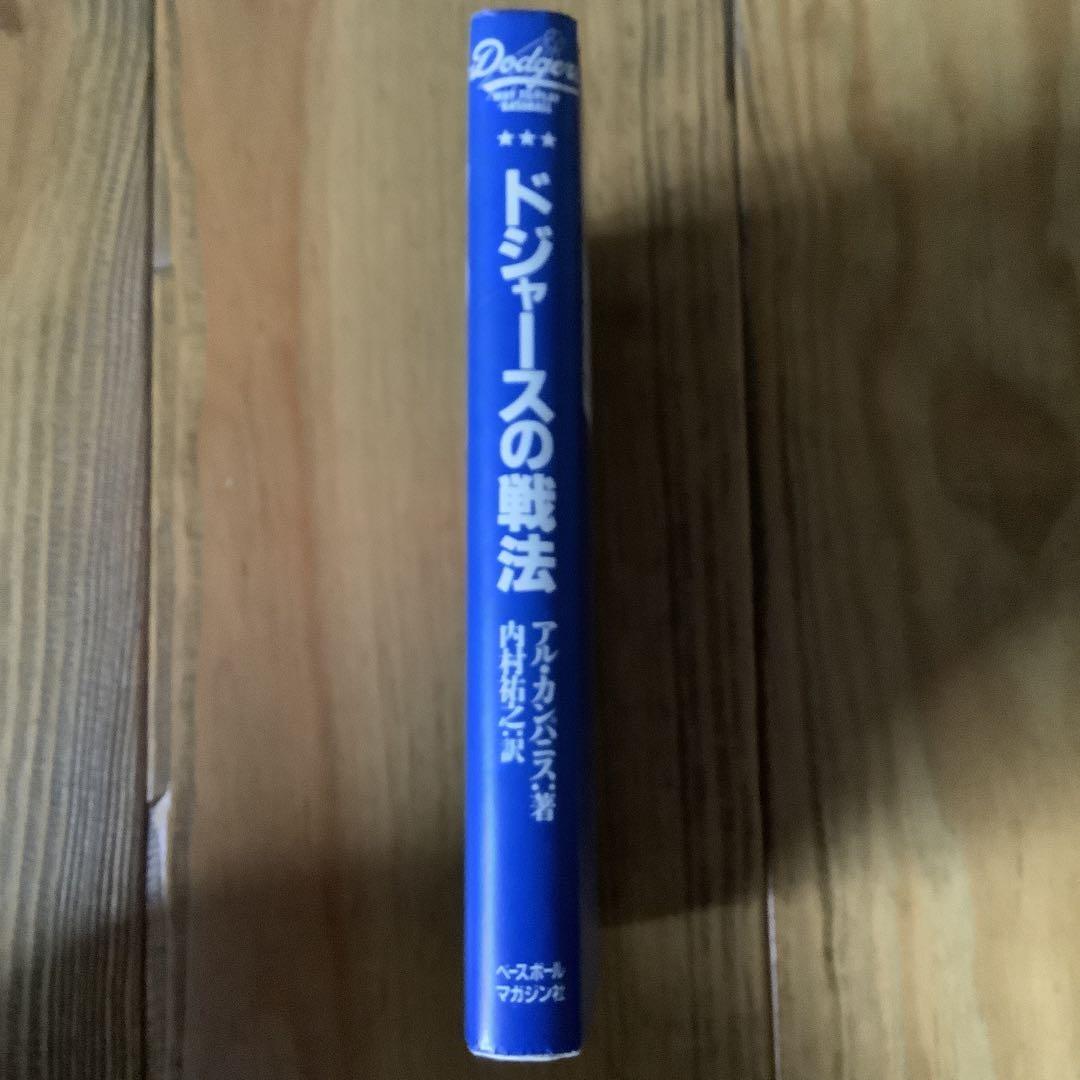 Dodgers
★★★
ドジャースの戦法
アル・カンパニス：著
内村祐之：訳
ベースボール
マガジン社